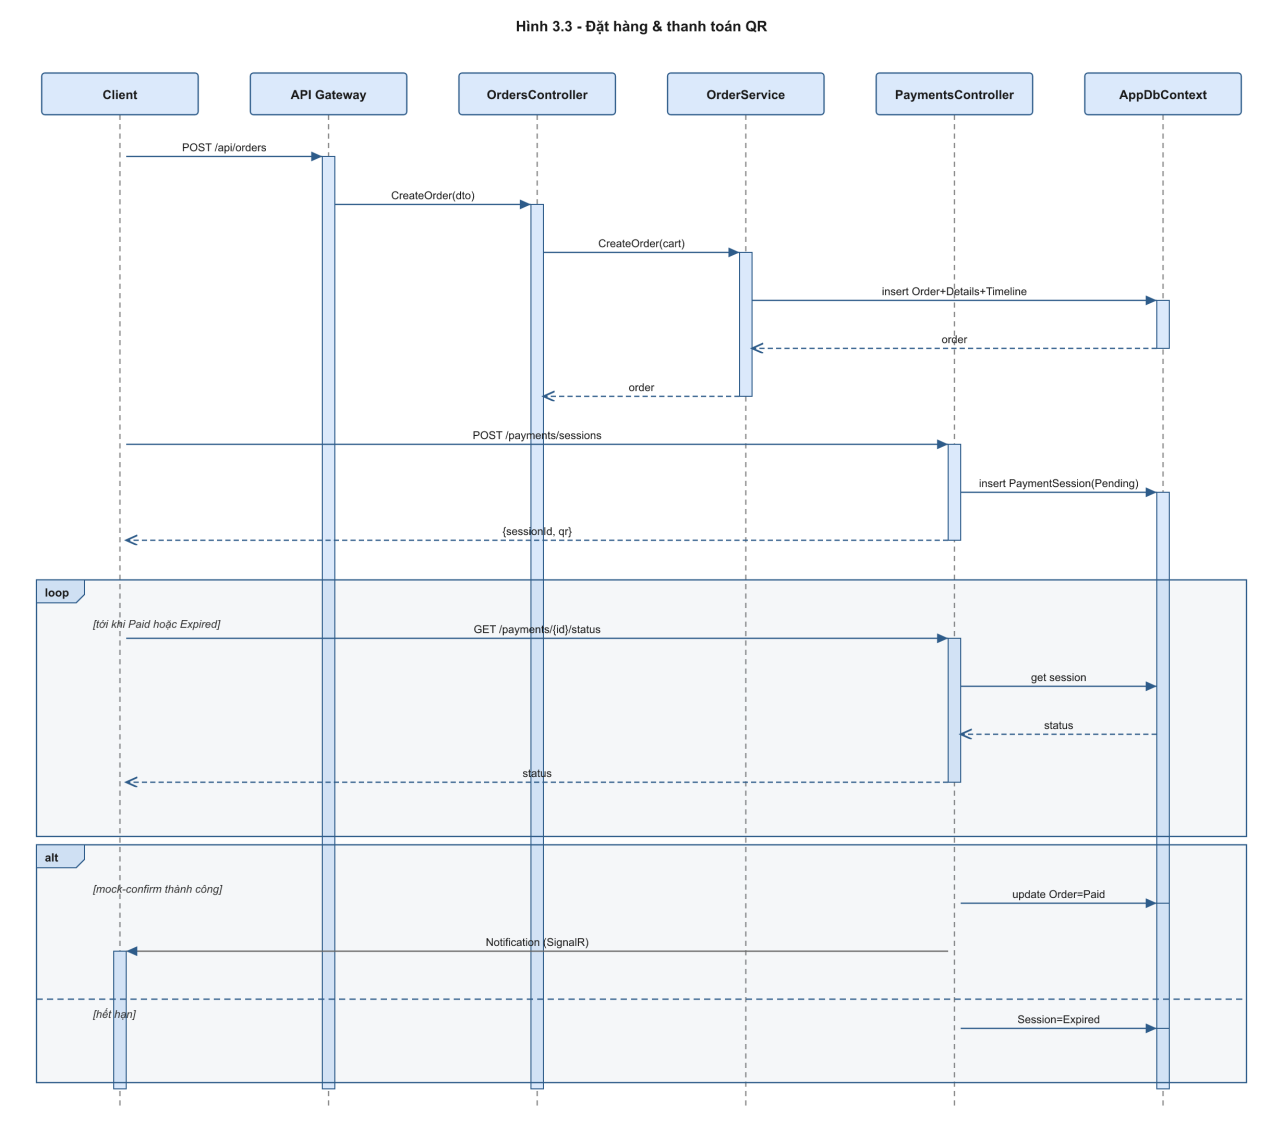 Hình 3.3 - Đặt hàng & thanh toán QR
Client
API Gateway
OrdersController
OrderService
PaymentsController
AppDbContext
POST /api/orders
CreateOrder(dto)
CreateOrder(cart)
insert Order+Details+Timeline
order
order
POST /payments/sessions
insert PaymentSession(Pending)
{sessionId, qr}
loop
[tới khi Paid hoặc Expired]
GET /payments/{id}/status
get session
status
status
alt
[mock-confirm thành công]
update Order=Paid
Notification (SignalR)
[hết hạn]
Session=Expired